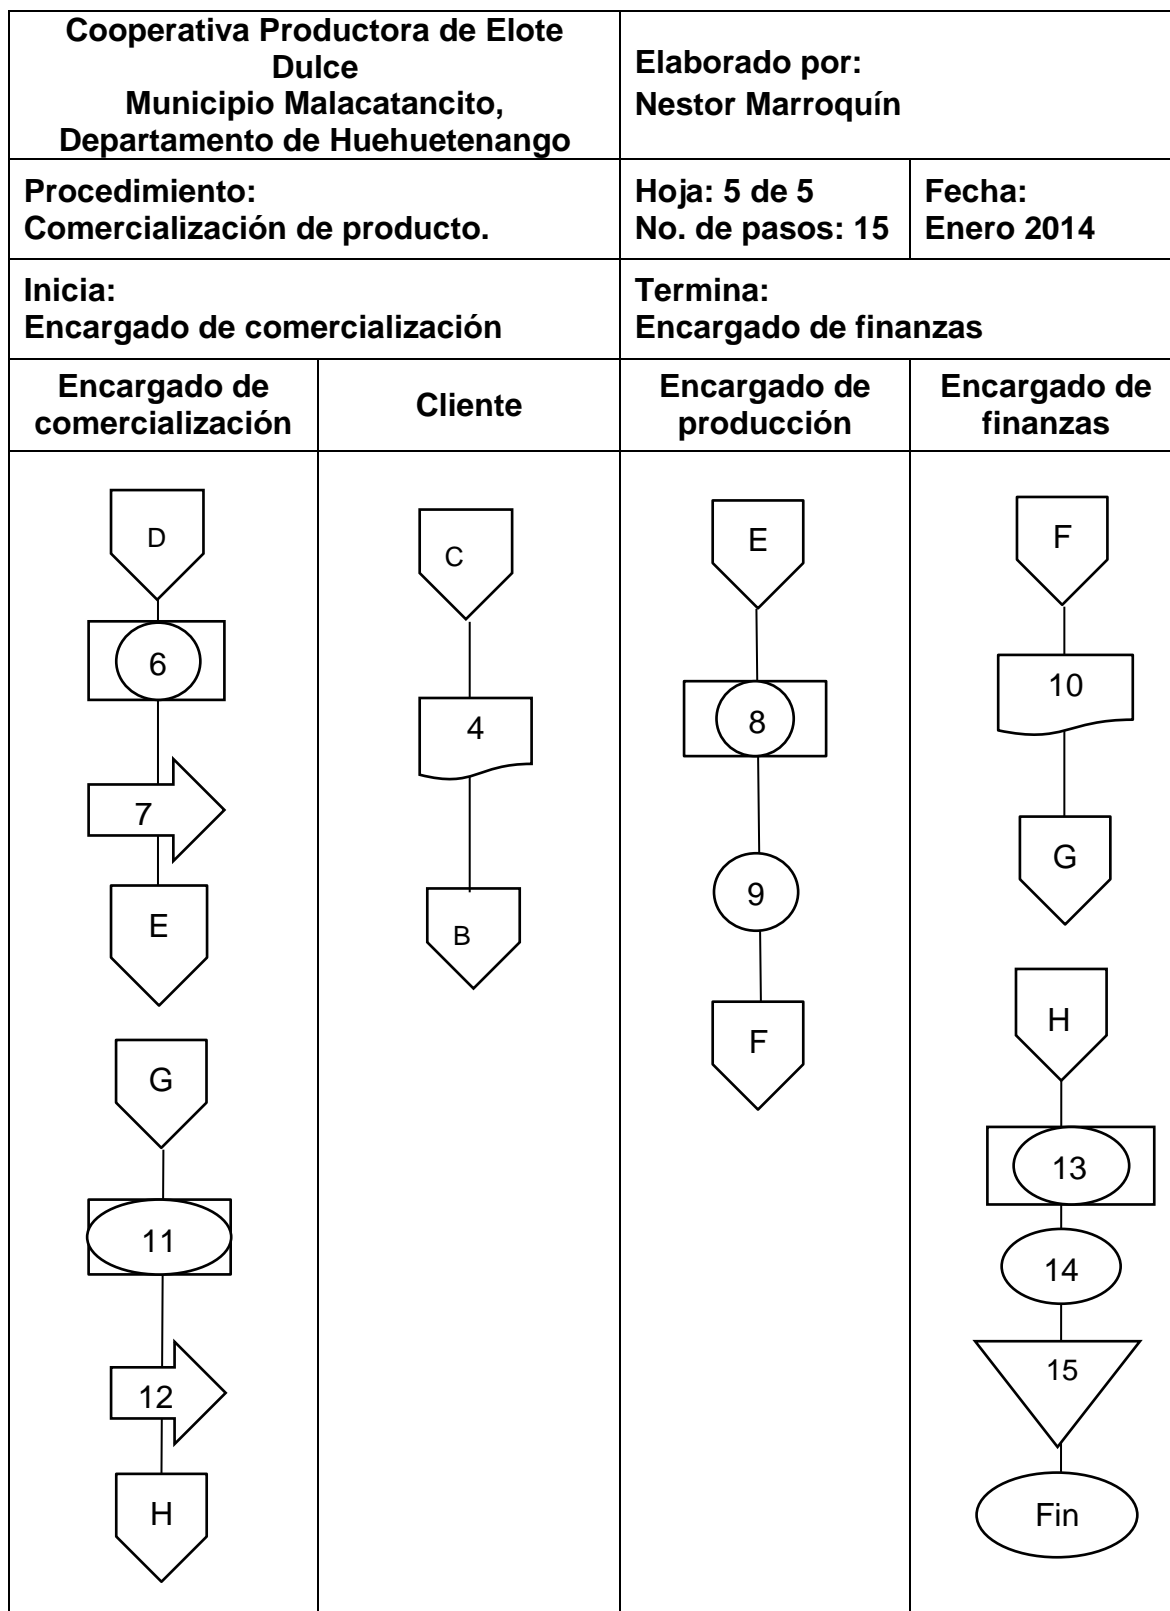 Cooperativa Productora de Elote
Dulce
Municipio Malacatancito,
Departamento de Huehuetenango
Elaborado por:
Nestor Marroquín
Procedimiento:
Comercialización de producto.
Hoja: 5 de 5
No. de pasos: 15
Fecha:
Enero 2014
Inicia:
Encargado de comercialización
Termina:
Encargado de finanzas
Encargado de
comercialización
Cliente
Encargado de
producción
Encargado de
finanzas
D
6
7
E
G
11
12
H
C
4
B
E
8
9
F
F
10
G
H
13
14
15
Fin